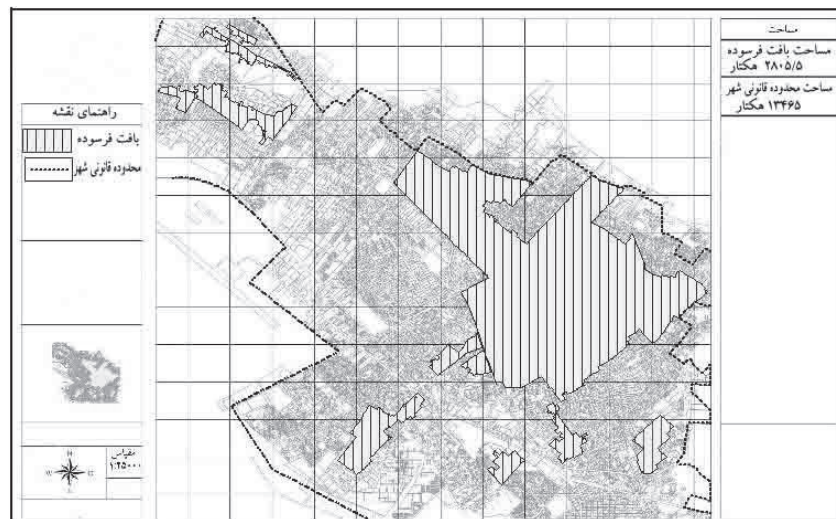 مساحت
مساحت بافت فرسوده
۲۸۰۵/۵ هکتار
مساحت محدوده قانونی شهر
۱۳۴۶۵ هکتار
راهنمای نقشه
بافت فرسوده
محدوده قانونی شهر
مقیاس
۱:۲۵۰۰۰